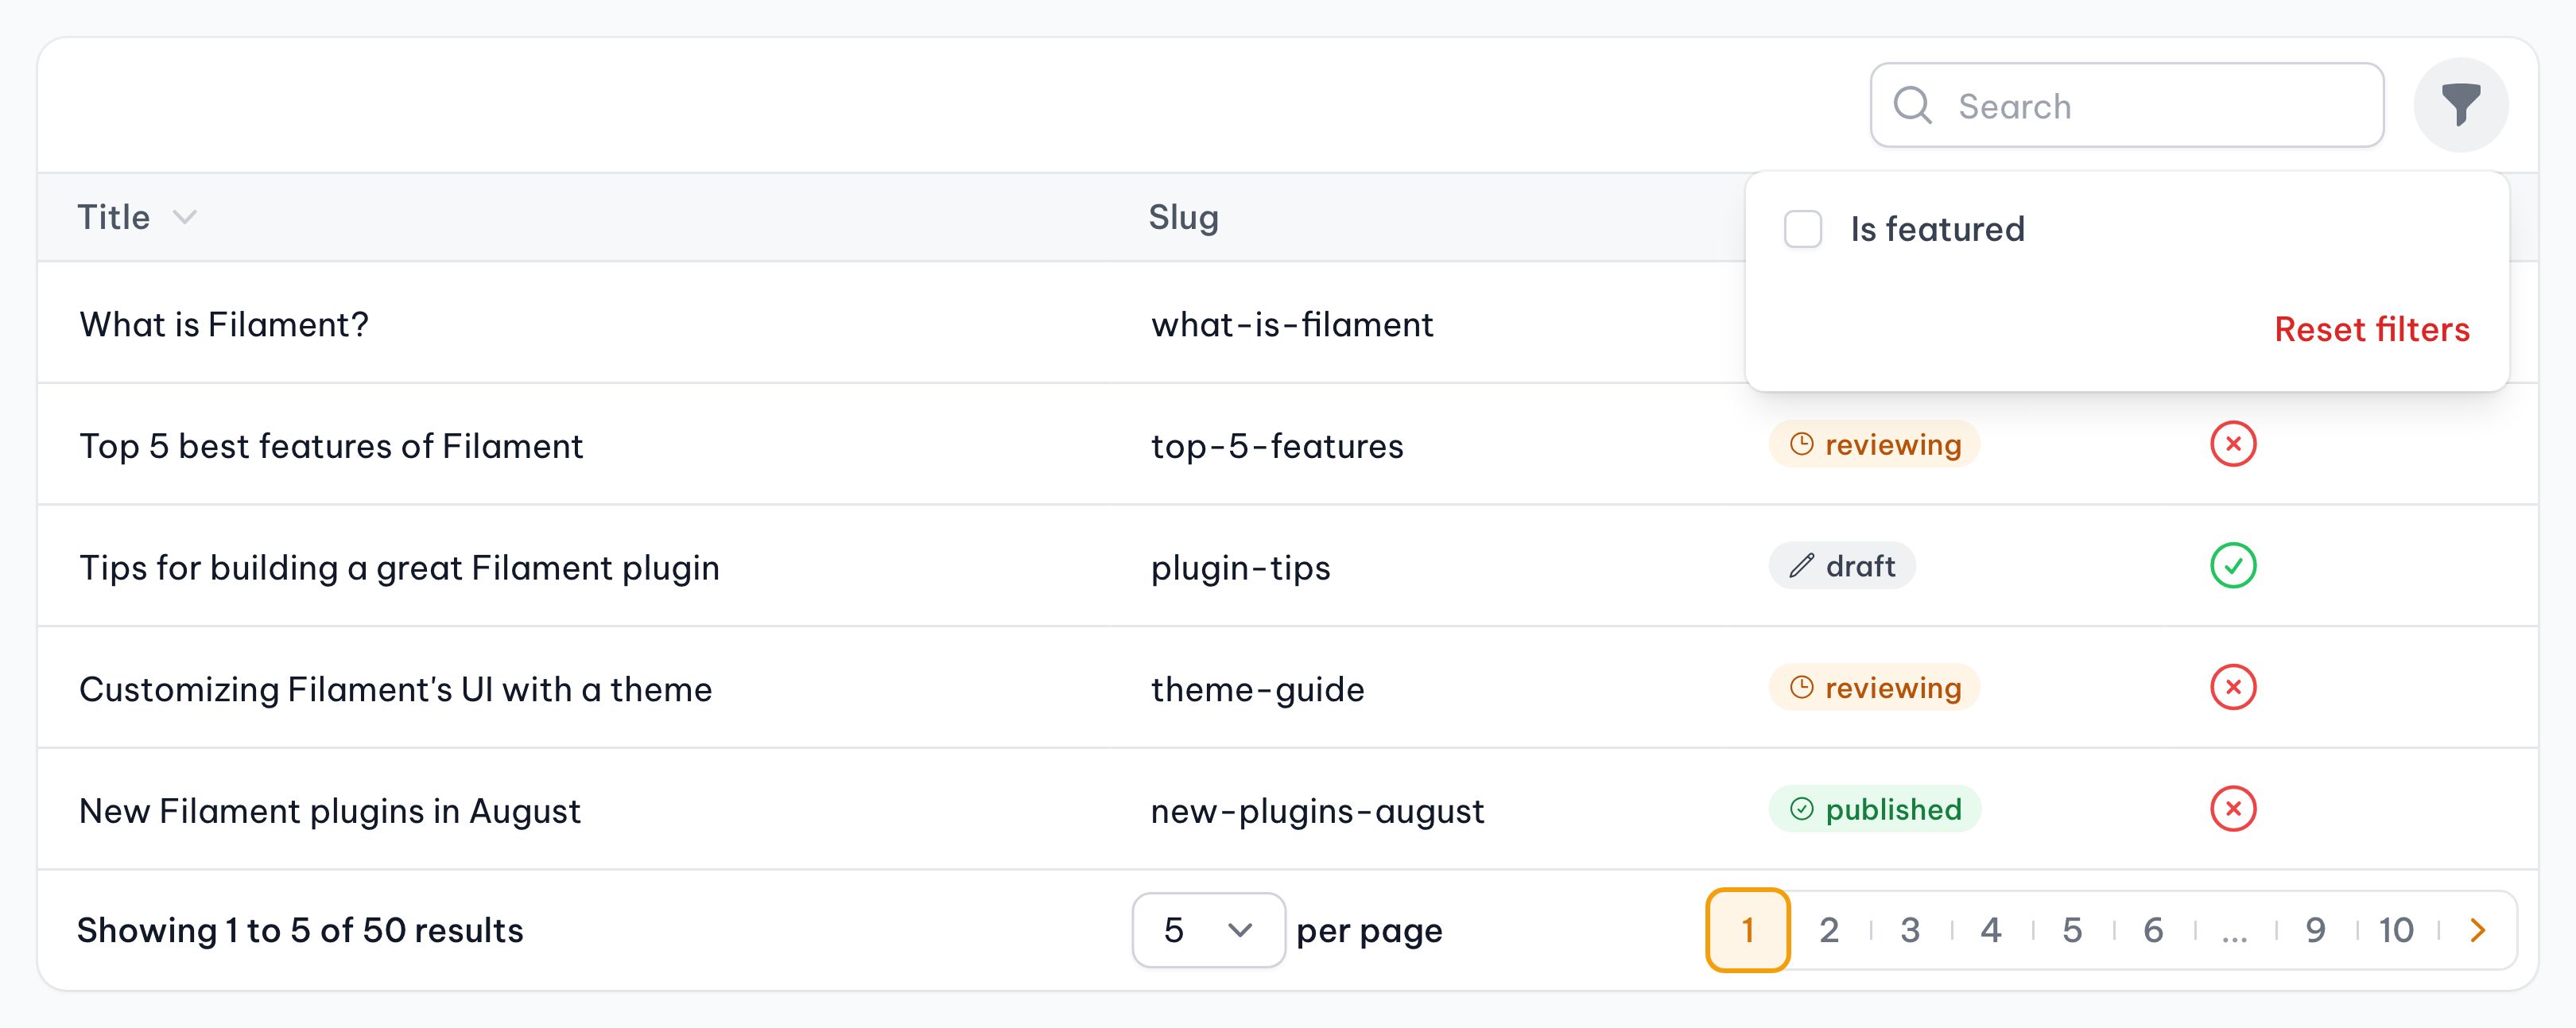 Search
Title Slug
Is featured
What is Filament? what-is-filament
Reset filters
Top 5 best features of Filament top-5-features reviewing
Tips for building a great Filament plugin plugin-tips draft
Customizing Filament's UI with a theme theme-guide reviewing
New Filament plugins in August new-plugins-august published
Showing 1 to 5 of 50 results 5 per page 1 2 3 4 5 6 ... 9 10